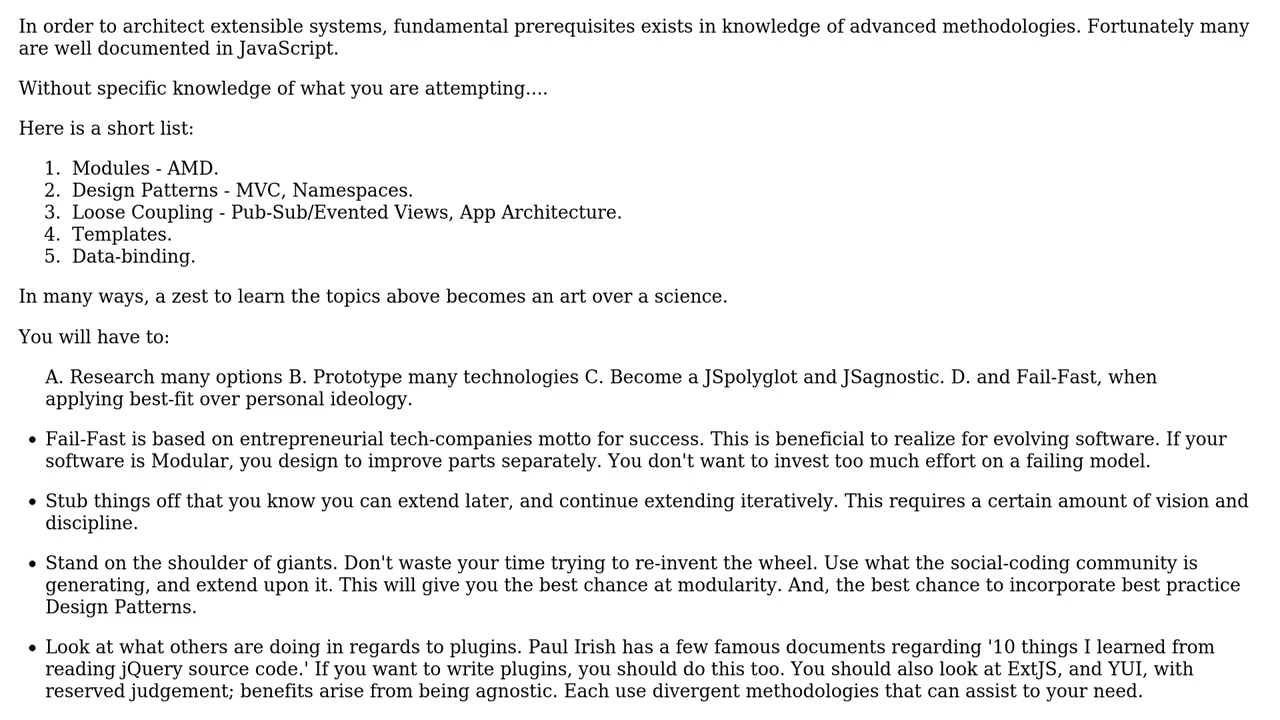 In order to architect extensible systems, fundamental prerequisites exists in knowledge of advanced methodologies. Fortunately many
are well documented in JavaScript.
Without specific knowledge of what you are attempting....
Here is a short list:
1. Modules - AMD.
2. Design Patterns - MVC, Namespaces.
3. Loose Coupling - Pub-Sub/Evented Views, App Architecture.
4. Templates.
5. Data-binding.
In many ways, a zest to learn the topics above becomes an art over a science.
You will have to:
A. Research many options B. Prototype many technologies C. Become a JSpolyglot and JSagnostic. D. and Fail-Fast, when
applying best-fit over personal ideology.
• Fail-Fast is based on entrepreneurial tech-companies motto for success. This is beneficial to realize for evolving software. If your
software is Modular, you design to improve parts separately. You don't want to invest too much effort on a failing model.
• Stub things off that you know you can extend later, and continue extending iteratively. This requires a certain amount of vision and
discipline.
• Stand on the shoulder of giants. Don't waste your time trying to re-invent the wheel. Use what the social-coding community is
generating, and extend upon it. This will give you the best chance at modularity. And, the best chance to incorporate best practice
Design Patterns.
• Look at what others are doing in regards to plugins. Paul Irish has a few famous documents regarding '10 things I learned from
reading jQuery source code.' If you want to write plugins, you should do this too. You should also look at ExtJS, and YUI, with
reserved judgement; benefits arise from being agnostic. Each use divergent methodologies that can assist to your need.